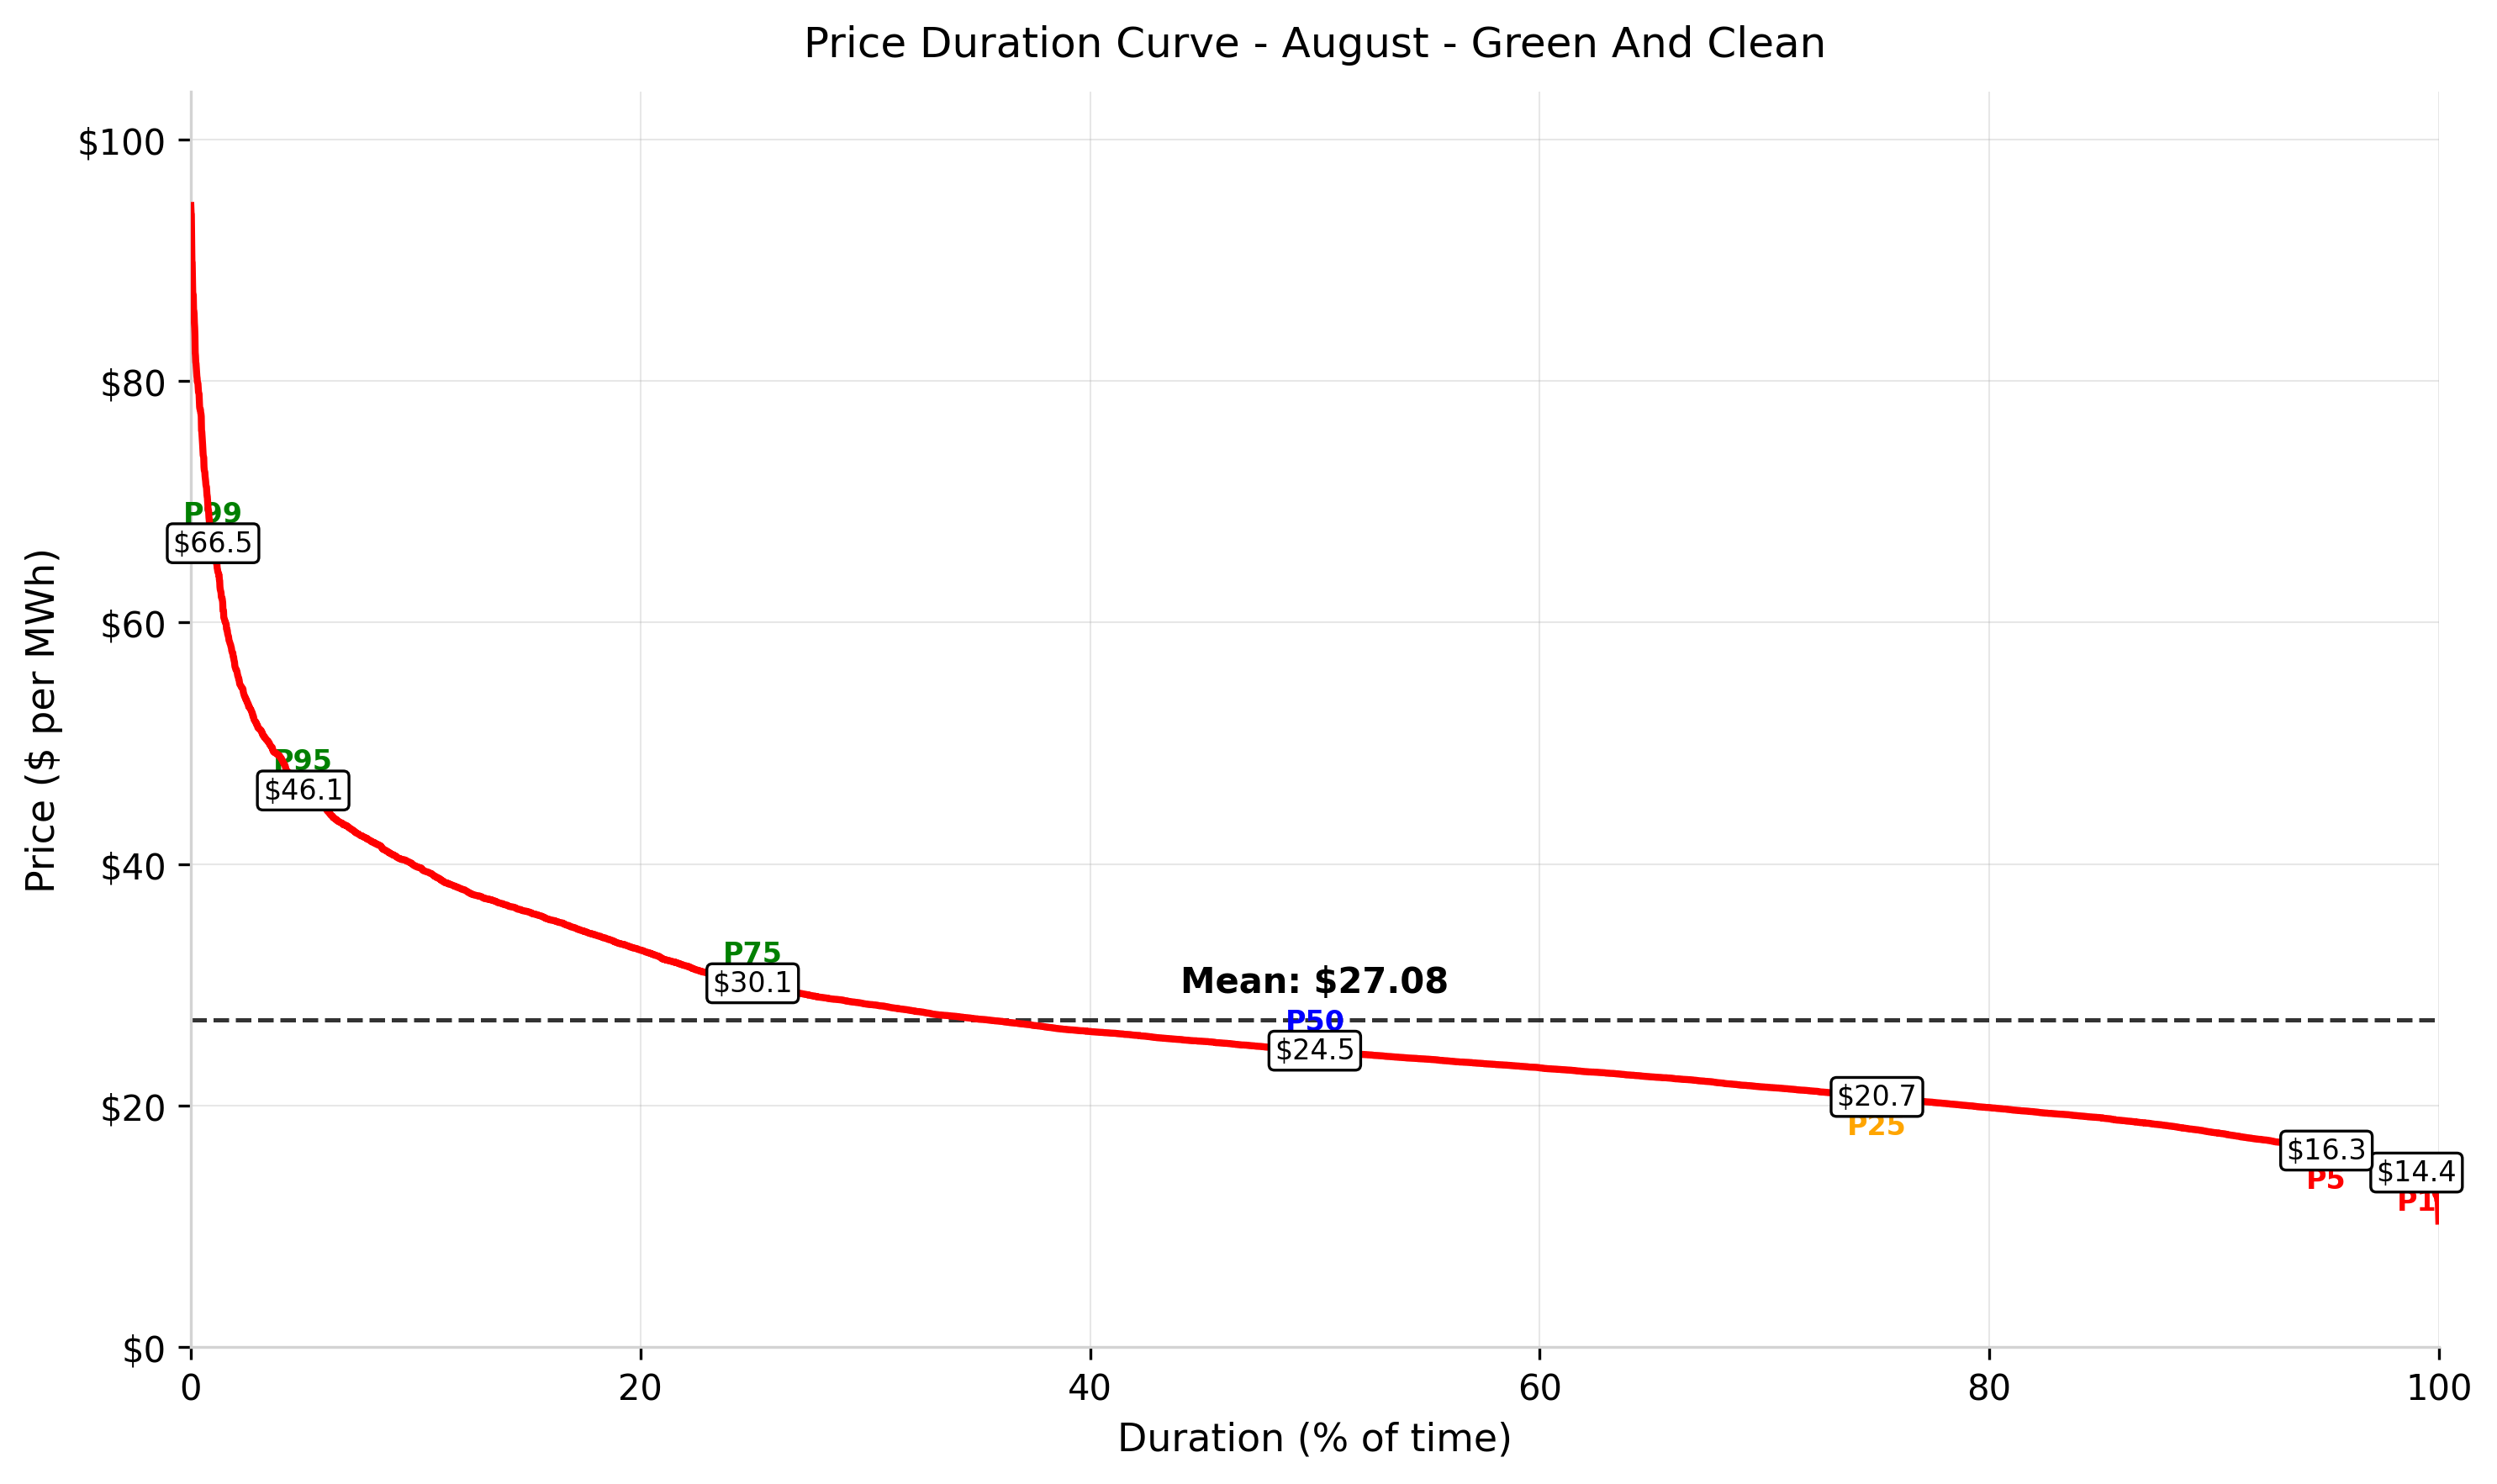 Price Duration Curve - August - Green And Clean
Price ($ per MWh)
$100
$80
$60
$40
$20
$0
P99
$66.5
P95
$46.1
P75
$30.1
Mean: $27.08
P50
$24.5
$20.7
P25
$16.3
P5
$14.4
P1
0 20 40 60 80 100
Duration (% of time)